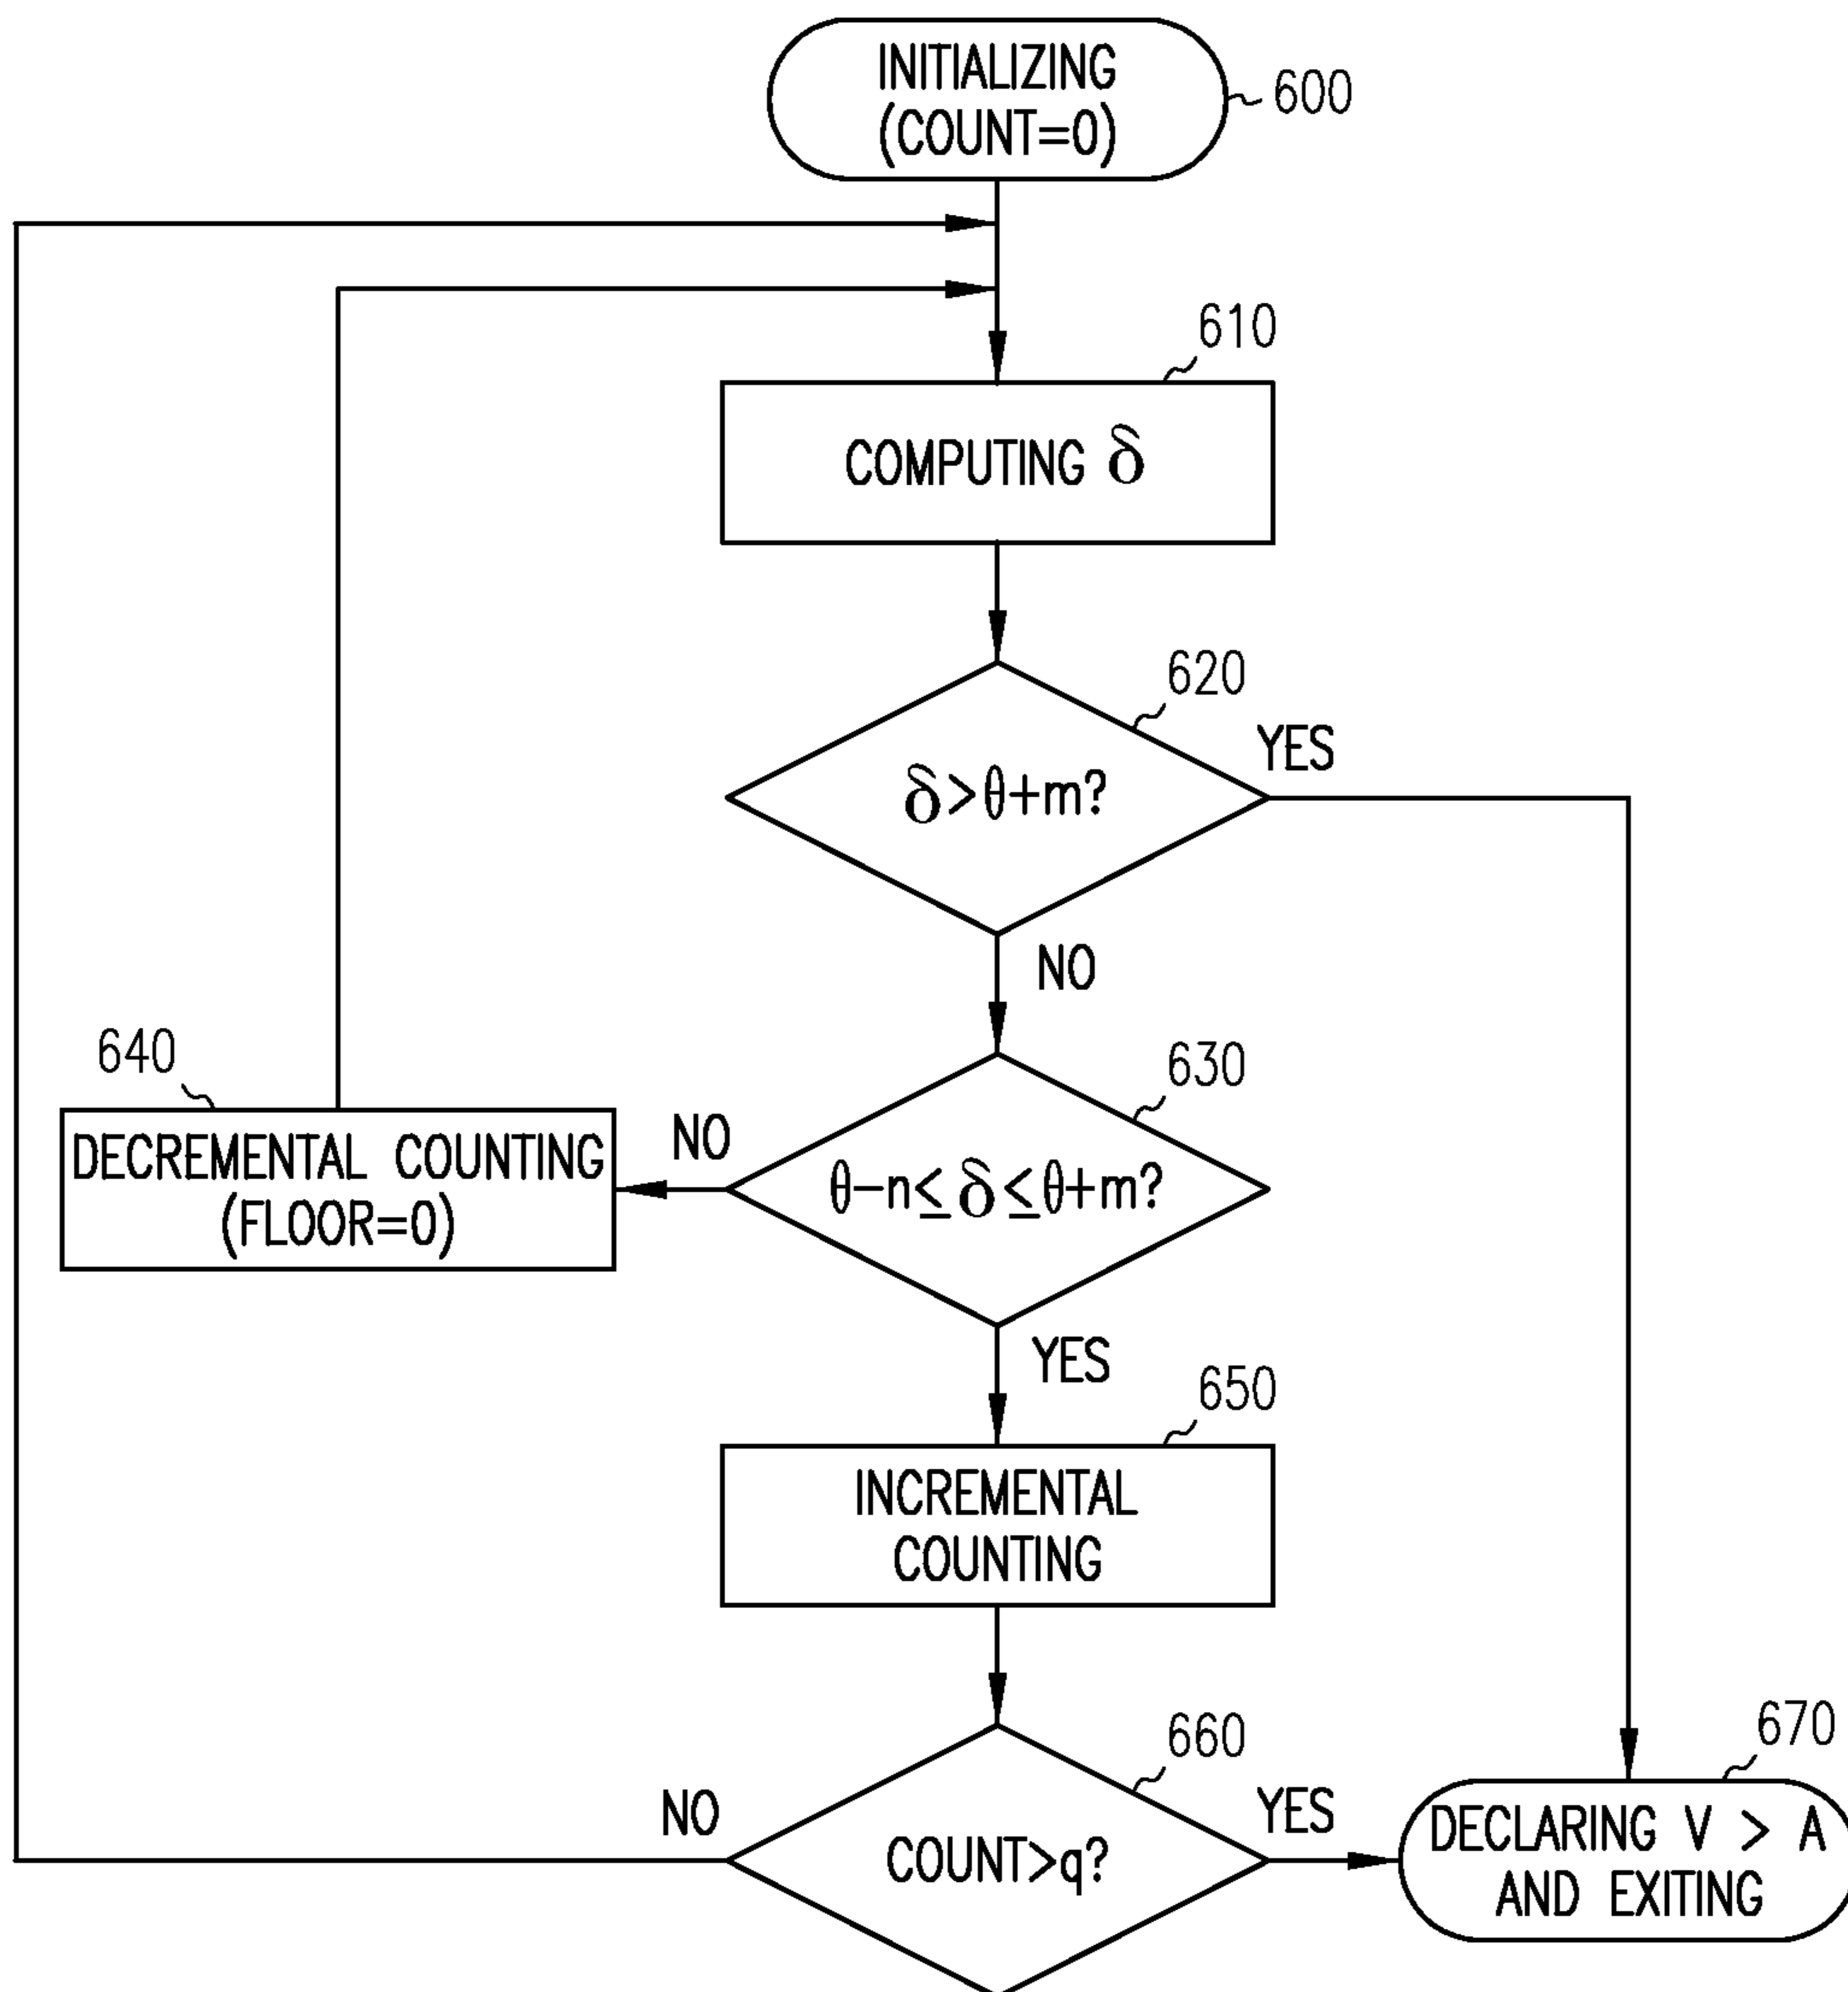 INITIALIZING
(COUNT=0)
600
610
COMPUTING δ
620
YES
δ>θ+m?
NO
640
630
DECREMENTAL COUNTING
(FLOOR=0)
NO
θ−n≤δ≤θ+m?
YES
650
INCREMENTAL
COUNTING
660
670
NO
YES
COUNT>q?
DECLARING V > A
AND EXITING